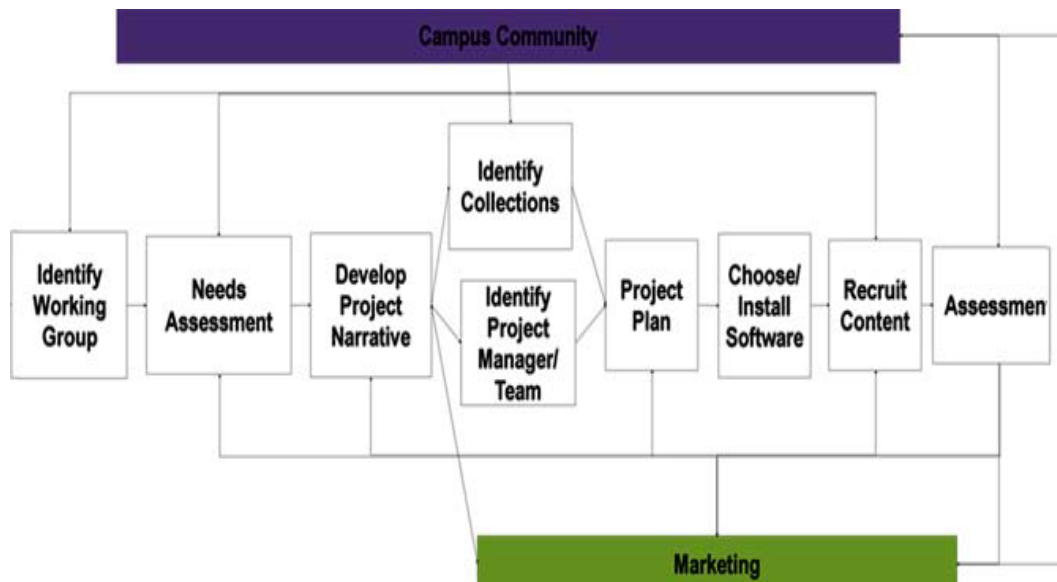 Campus Community
Identify
Collections
Identify
Working
Group
Needs
Assessment
Develop
Project
Narrative
Identify
Project
Manager/
Team
Project
Plan
Choose/
Install
Software
Recruit
Content
Assessmen
Marketing